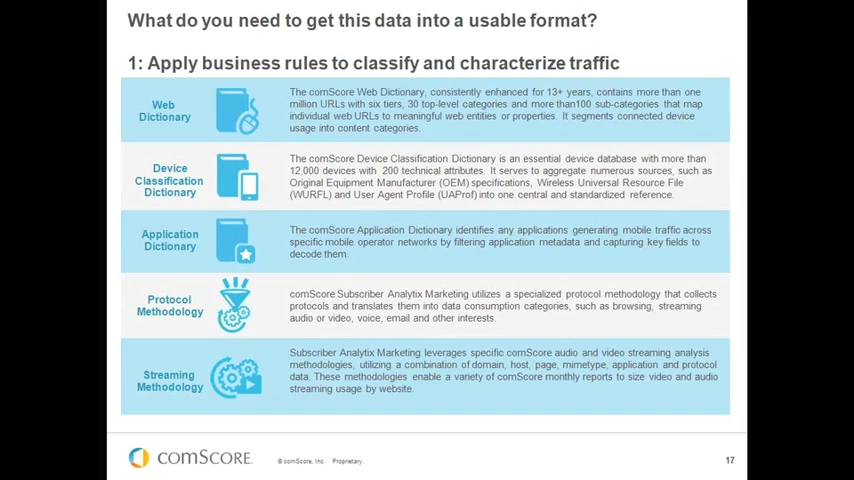 What do you need to get this data into a usable format?
1: Apply business rules to classify and characterize traffic
Web
Dictionary
The comScore Web Dictionary, consistently enhanced for 13+ years, contains more than one
million URLs with six tiers, 30 top-level categories and more than100 sub-categories that map
individual web URLs to meaningful web entities or properties. It segments connected device
usage into content categories.
Device
Classification
Dictionary
The comScore Device Classification Dictionary is an essential device database with more than
12,000 devices with 200 technical attributes. It serves to aggregate numerous sources, such as
Original Equipment Manufacturer (OEM) specifications, Wireless Universal Resource File
(WURFL) and User Agent Profile (UAProf) into one central and standardized reference.
Application
Dictionary
The comScore Application Dictionary identifies any applications generating mobile traffic across
specific mobile operator networks by filtering application metadata and capturing key fields to
decode them.
Protocol
Methodology
comScore Subscriber Analytix Marketing utilizes a specialized protocol methodology that collects
protocols and translates them into data consumption categories, such as browsing, streaming
audio or video, voice, email and other interests.
Streaming
Methodology
Subscriber Analytix Marketing leverages specific comScore audio and video streaming analysis
methodologies, utilizing a combination of domain, host, page, mimetype, application and protocol
data. These methodologies enable a variety of comScore monthly reports to size video and audio
streaming usage by website.
comSCORE.
© comScore, Inc. Proprietary.
17